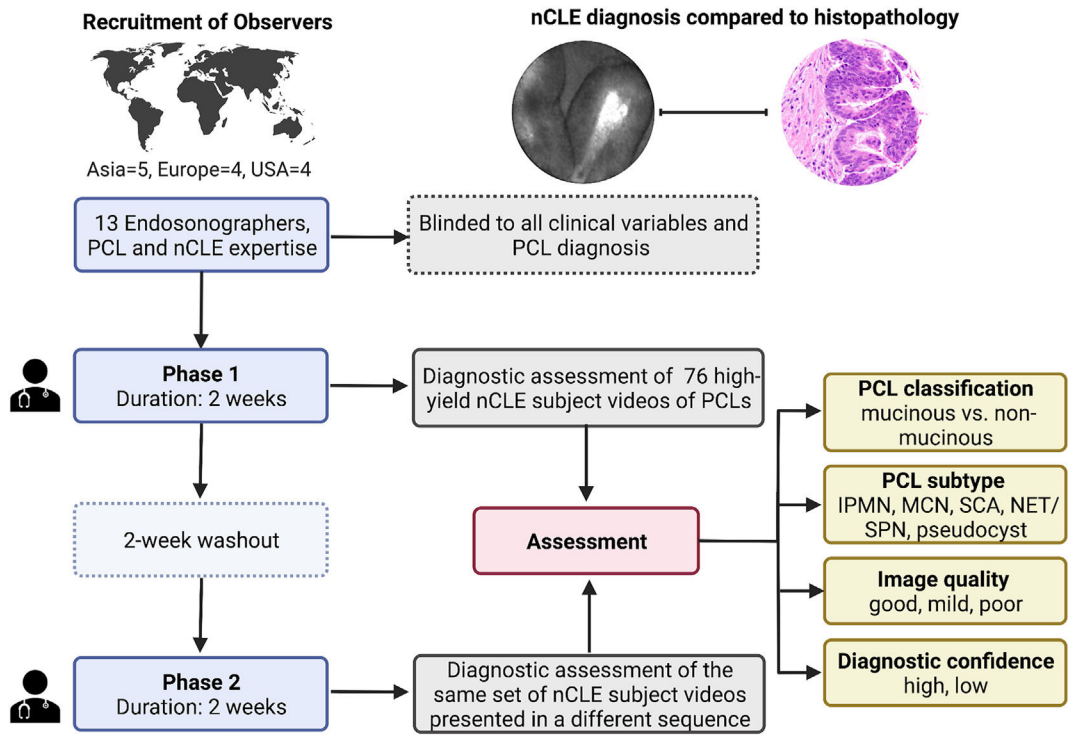 Recruitment of Observers
nCLE diagnosis compared to histopathology
Asia=5, Europe=4, USA=4
13 Endosonographers,
PCL and nCLE expertise
Blinded to all clinical variables and
PCL diagnosis
Phase 1
Duration: 2 weeks
Diagnostic assessment of 76 high-
yield nCLE subject videos of PCLs
PCL classification
mucinous vs. non-
mucinous
PCL subtype
IPMN, MCN, SCA, NET/
SPN, pseudocyst
2-week washout
Assessment
Image quality
good, mild, poor
Diagnostic confidence
high, low
Phase 2
Duration: 2 weeks
Diagnostic assessment of the
same set of nCLE subject videos
presented in a different sequence